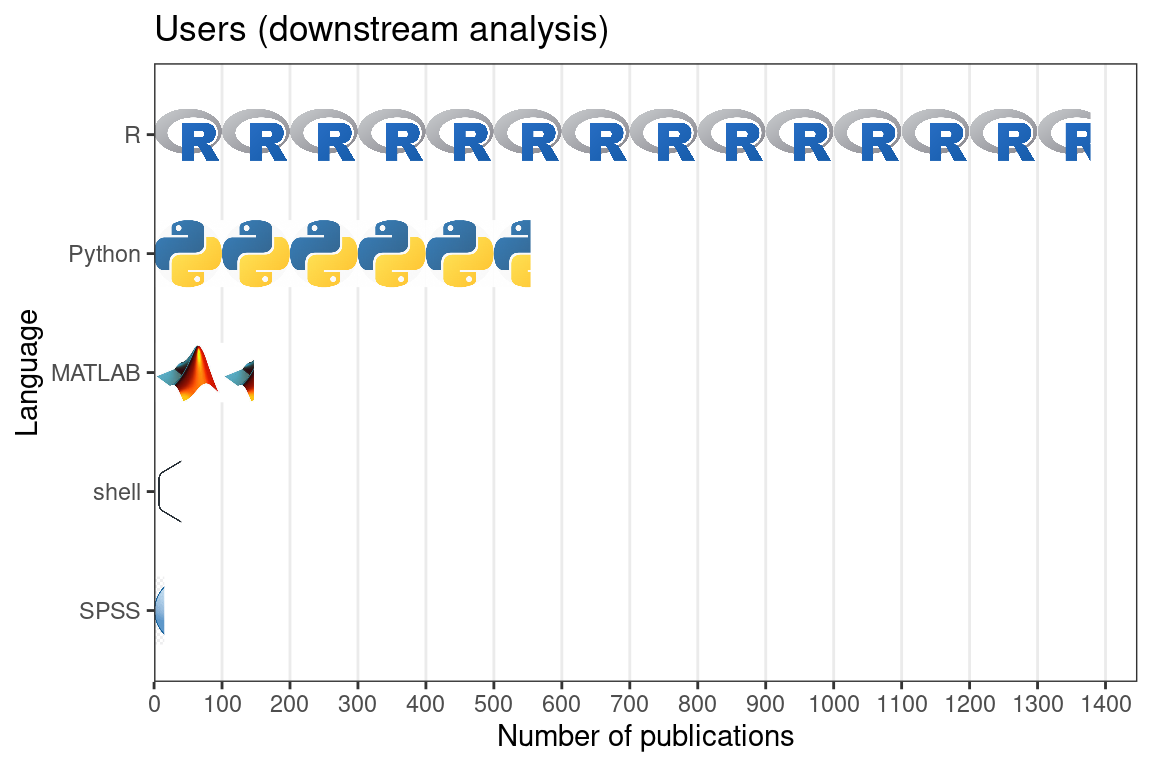 Users (downstream analysis)
R
R R R R R R R R R R R R R R
Python
MATLAB
shell
SPSS
Language
0 100 200 300 400 500 600 700 800 900 1000 1100 1200 1300 1400
Number of publications